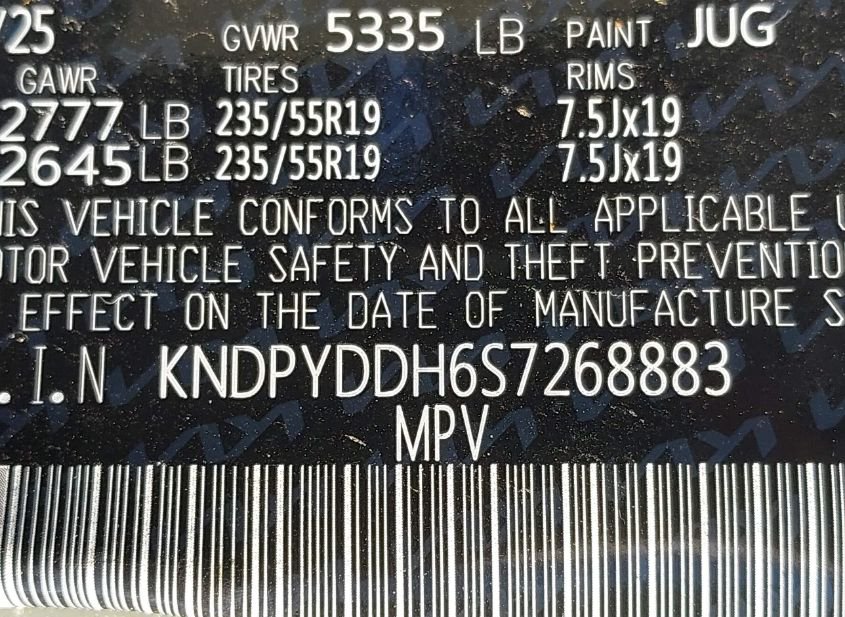 /25 GVWR 5335 LB PAINT JUG
GAWR TIRES RIMS
2777 LB 235/55R19 7.5Jx19
2645 LB 235/55R19 7.5Jx19
HIS VEHICLE CONFORMS TO ALL APPLICABLE U
OTOR VEHICLE SAFETY AND THEFT PREVENTIO
EFFECT ON THE DATE OF MANUFACTURE S
.I.N KNDPYDDH6S7268883
MPV